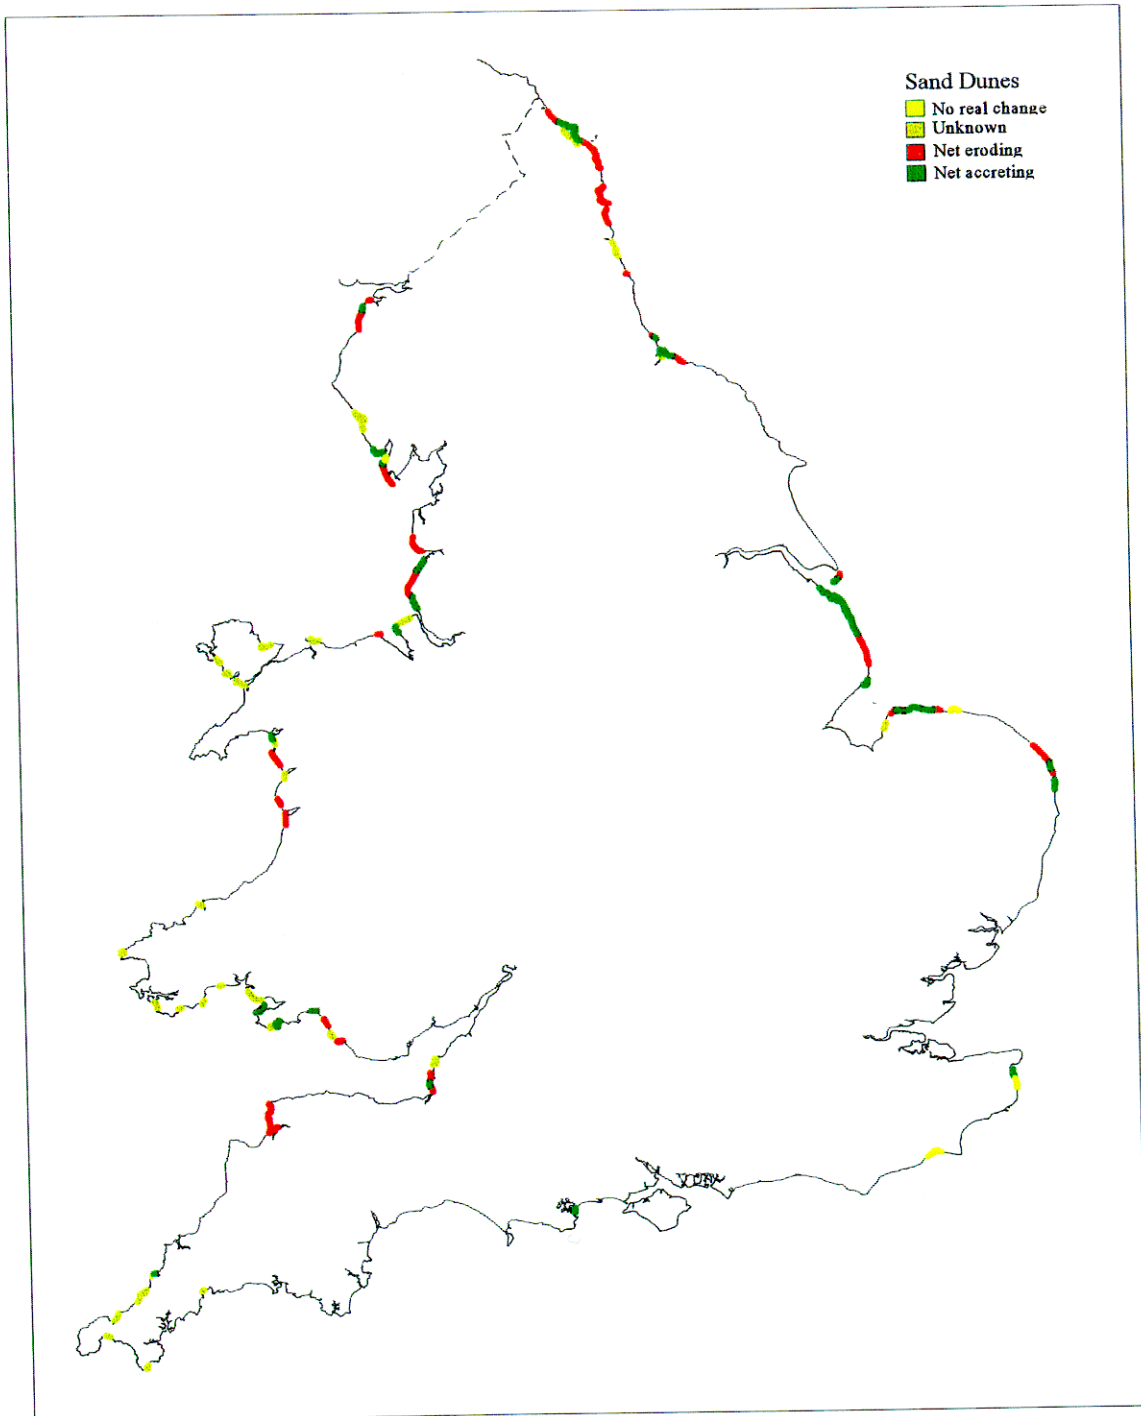 Sand Dunes
No real change
Unknown
Net eroding
Net accreting